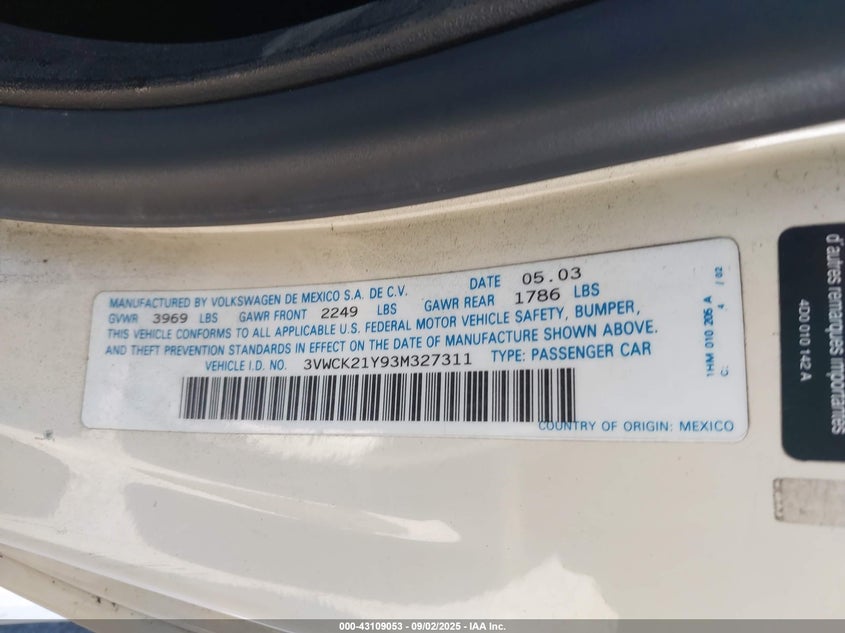 MANUFACTURED BY VOLKSWAGEN DE MEXICO S.A. DE C.V. DATE 05.03
GVWR 3969 LBS GAWR FRONT 2249 LBS GAWR REAR 1786 LBS
THIS VEHICLE CONFORMS TO ALL APPLICABLE U.S. FEDERAL MOTOR VEHICLE SAFETY, BUMPER,
AND THEFT PREVENTION STANDARDS IN EFFECT ON THE DATE OF MANUFACTURE SHOWN ABOVE.
VEHICLE I.D. NO. 3VWCK21Y93M327311 TYPE: PASSENGER CAR
COUNTRY OF ORIGIN: MEXICO
1HM 010 205 A
C: 4 / 02
d'autres remarques importantes
4D0 010 142 A
000-43109053 - 09/02/2025 - IAA Inc.